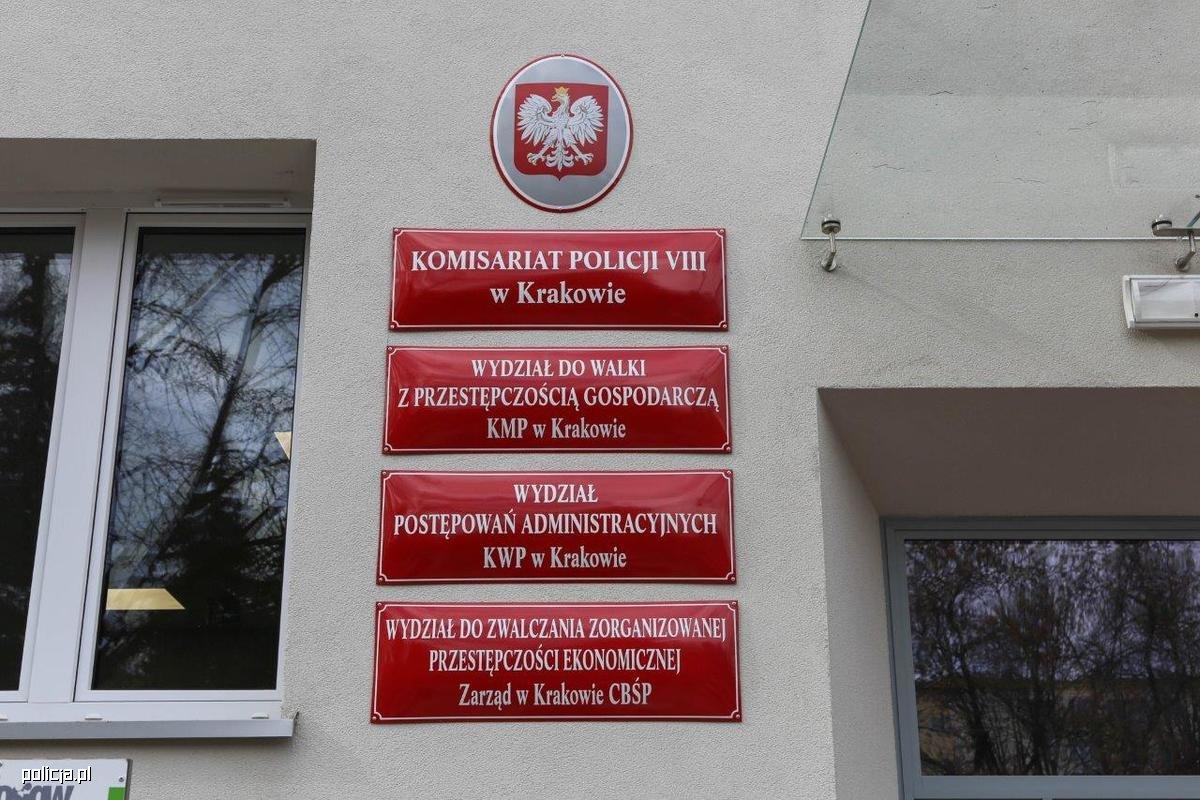 KOMISARIAT POLICJI VIII
w Krakowie
WYDZIAŁ DO WALKI
Z PRZESTĘPCZOŚCIĄ GOSPODARCZĄ
KMP w Krakowie
WYDZIAŁ
POSTĘPOWAŃ ADMINISTRACYJNYCH
KWP w Krakowie
WYDZIAŁ DO ZWALCZANIA ZORGANIZOWANEJ
PRZESTĘPCZOŚCI EKONOMICZNEJ
Zarząd w Krakowie CBŚP
policja.pl